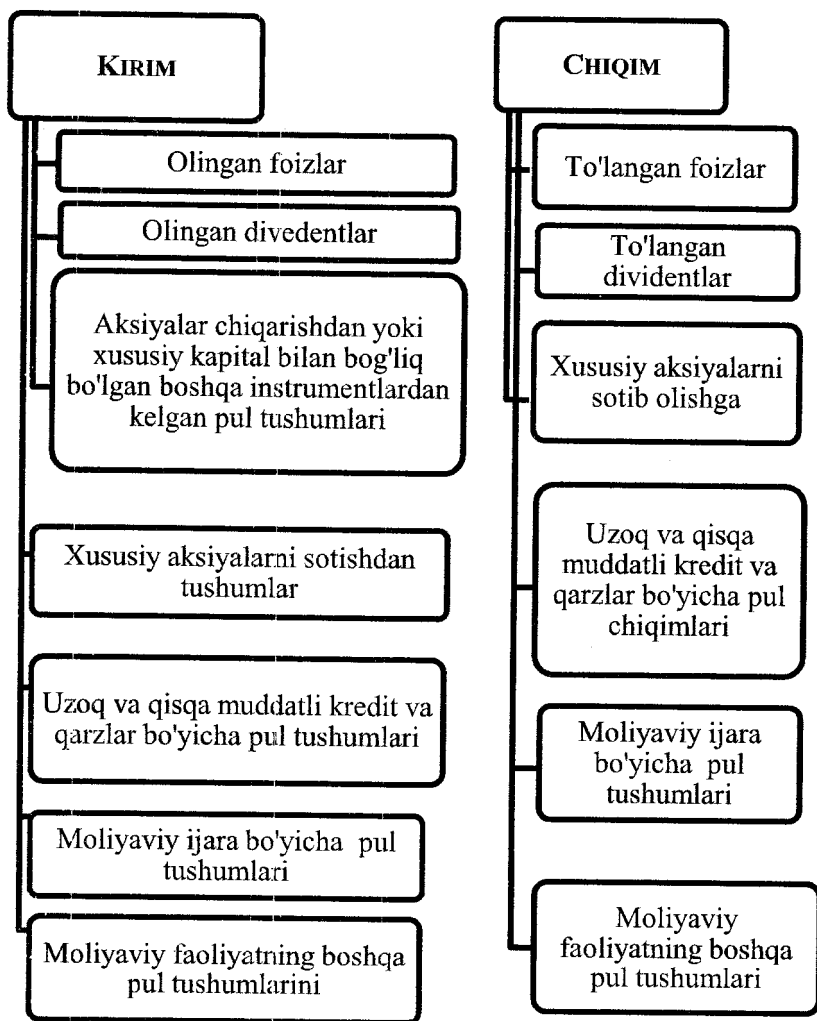 KIRIM
Olingan foizlar
Olingan divedentlar
Aksiyalar chiqarishdan yoki
xususiy kapital bilan bog'liq
bo'lgan boshqa instrumentlardan
kelgan pul tushumlari
Xususiy aksiyalarni sotishdan
tushumlar
Uzoq va qisqa muddatli kredit va
qarzlar bo'yicha pul tushumlari
Moliyaviy ijara bo'yicha pul
tushumlari
Moliyaviy faoliyatning boshqa
pul tushumlarini
CHIQIM
To'langan foizlar
To'langan
dividentlar
Xususiy aksiyalarni
sotib olishga
Uzoq va qisqa
muddatli kredit va
qarzlar bo'yicha pul
chiqimlari
Moliyaviy ijara
bo'yicha pul
tushumlari
Moliyaviy
faoliyatning boshqa
pul tushumlari